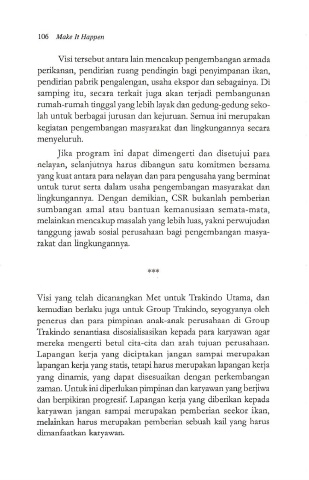 106 Make It Happen
Visi tersebut antara lain mencakup pengembangan armada
perikanan, pendirian ruang pendingin bagi penyimpanan ikan,
pendirian pabrik pengalengan, usaha ekspor dan sebagainya. Di
samping itu, secara terkait juga akan terjadi pembangunan
rumah-rumah tinggal yang lebih layak dan gedung-gedung seko-
lah untuk berbagai jurusan dan kejuruan. Semua ini merupakan
kegiatan pengembangan masyarakat dan lingkungannya secara
menyeluruh.
Jika program ini dapat dimengerti dan disetujui para
nelayan, selanjutnya harus dibangun satu komitmen bersama
yang kuat antara para nelayan dan para pengusaha yang berminat
untuk turut serta dalam usaha pengembangan masyarakat dan
lingkungannya. Dengan demikian, CSR bukanlah pemberian
sumbangan amal atau bantuan kemanusiaan semata-mata,
melainkan mencakup masalah yang lebih luas, yakni perwujudan
tanggung jawab sosial perusahaan bagi pengembangan masya-
rakat dan lingkungannya.
***
Visi yang telah dicanangkan Met untuk Trakindo Utama, dan
kemudian berlaku juga untuk Group Trakindo, seyogyanya oleh
penerus dan para pimpinan anak-anak perusahaan di Group
Trakindo senantiasa disosialisasikan kepada para karyawan agar
mereka mengerti betul cita-cita dan arah tujuan perusahaan.
Lapangan kerja yang diciptakan jangan sampai merupakan
lapangan kerja yang statis, tetapi harus merupakan lapangan kerja
yang dinamis, yang dapat disesuaikan dengan perkembangan
zaman. Untuk ini diperlukan pimpinan dan karyawan yang berjiwa
dan berpikiran progresif. Lapangan kerja yang diberikan kepada
karyawan jangan sampai merupakan pemberian seekor ikan,
melainkan harus merupakan pemberian sebuah kail yang harus
dimanfaatkan karyawan.